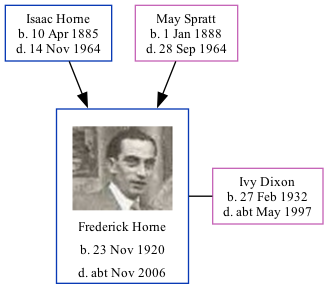 Isaac Horne
b. 10 Apr 1885
d. 14 Nov 1964
May Spratt
b. 1 Jan 1888
d. 28 Sep 1964
Frederick Horne
b. 23 Nov 1920
d. abt Nov 2006
Ivy Dixon
b. 27 Feb 1932
d. abt May 1997